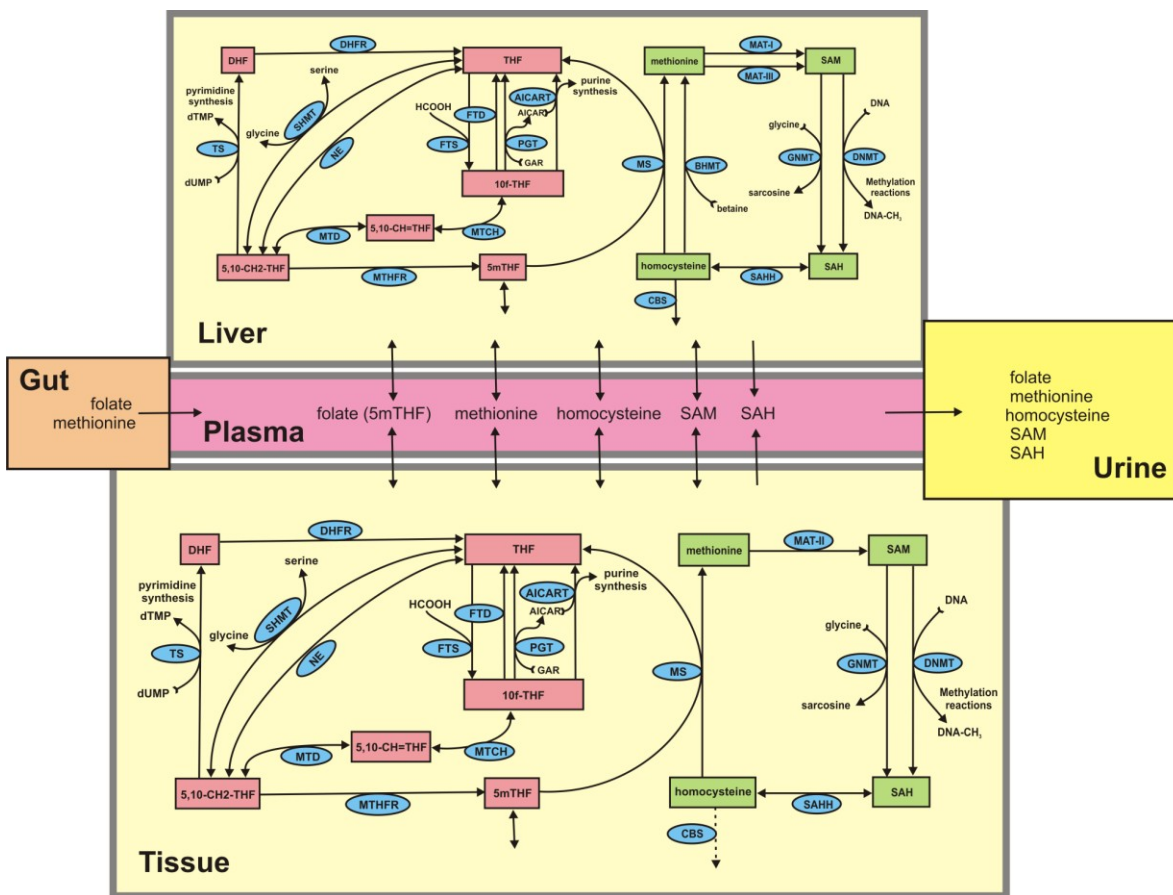 DHFR
DHF
THF
serine
pyrimidine
synthesis
dTMP
SHMT
glycine
NE
TS
dUMP
HCOOH
FTD
FTS
AICART
AICAR
PGT
GAR
purine
synthesis
10f-THF
5,10-CH=THF
MTD
MTCH
5,10-CH2-THF
MTHFR
5mTHF
MS
methionine
MAT-I
MAT-III
SAM
BHMT
betaine
glycine
GNMT
sarcosine
DNA
DNMT
Methylation
reactions
DNA-CH3
homocysteine
SAHH
SAH
CBS
Liver
Gut
folate
methionine
Plasma
folate (5mTHF)
methionine
homocysteine
SAM
SAH
folate
methionine
homocysteine
SAM
SAH
Urine
DHFR
DHF
THF
serine
pyrimidine
synthesis
dTMP
SHMT
glycine
NE
TS
dUMP
HCOOH
FTD
FTS
AICART
AICAR
PGT
GAR
purine
synthesis
10f-THF
5,10-CH=THF
MTD
MTCH
5,10-CH2-THF
MTHFR
5mTHF
MS
methionine
MAT-II
SAM
glycine
GNMT
sarcosine
DNA
DNMT
Methylation
reactions
DNA-CH3
homocysteine
SAHH
SAH
CBS
Tissue